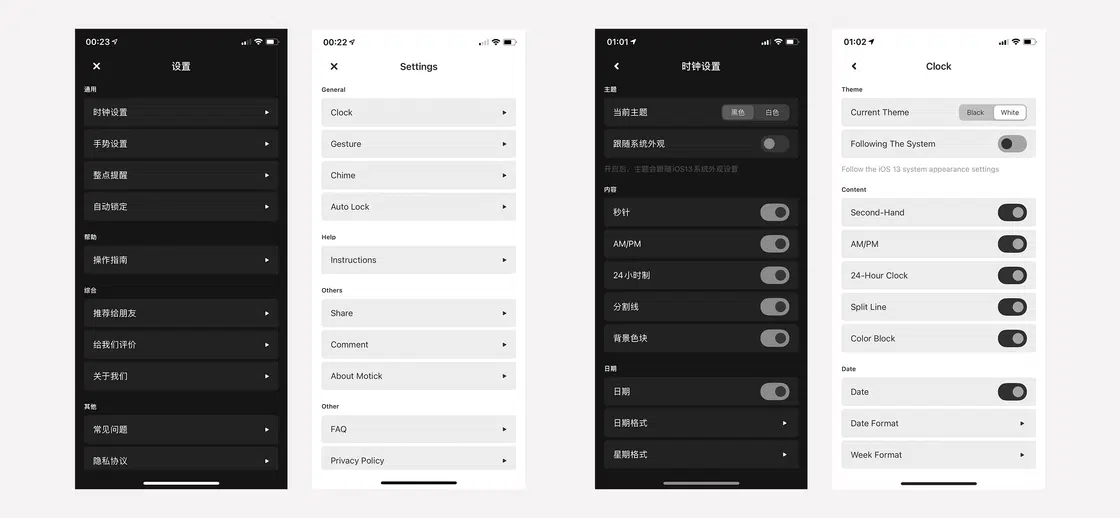 00:23
设置
通用
时钟设置
手势设置
整点提醒
自动锁定
帮助
操作指南
综合
推荐给朋友
给我们评价
关于我们
其他
常见问题
隐私协议
00:22
Settings
General
Clock
Gesture
Chime
Auto Lock
Help
Instructions
Others
Share
Comment
About Motick
Other
FAQ
Privacy Policy
01:01
时钟设置
主题
当前主题 黑色 白色
跟随系统外观
开启后，主题会跟随iOS13系统外观设置
内容
秒针
AM/PM
24小时制
分割线
背景色块
日期
日期
日期格式
星期格式
01:02
Clock
Theme
Current Theme Black White
Following The System
Follow the iOS 13 system appearance settings
Content
Second-Hand
AM/PM
24-Hour Clock
Split Line
Color Block
Date
Date
Date Format
Week Format